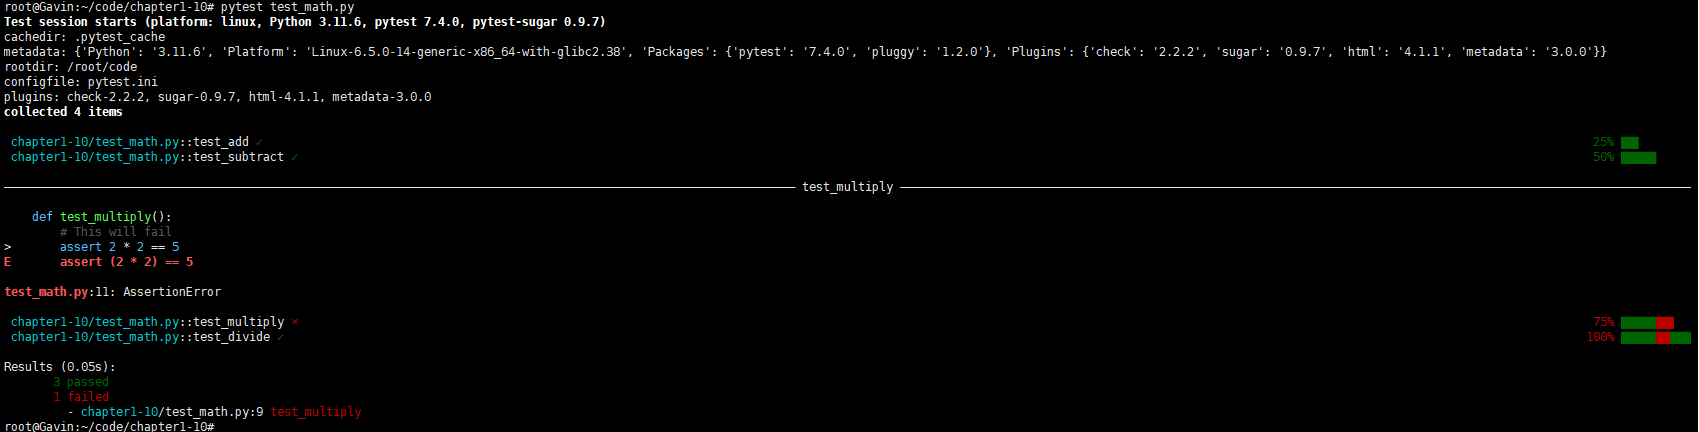 root@Gavin:~/code/chapter1-10# pytest test_math.py
Test session starts (platform: linux, Python 3.11.6, pytest 7.4.0, pytest-sugar 0.9.7)
cachedir: .pytest_cache
metadata: {'Python': '3.11.6', 'Platform': 'Linux-6.5.0-14-generic-x86_64-with-glibc2.38', 'Packages': {'pytest': '7.4.0', 'pluggy': '1.2.0'}, 'Plugins': {'check': '2.2.2', 'sugar': '0.9.7', 'html': '4.1.1', 'metadata': '3.0.0'}}
rootdir: /root/code
configfile: pytest.ini
plugins: check-2.2.2, sugar-0.9.7, html-4.1.1, metadata-3.0.0
collected 4 items
chapter1-10/test_math.py::test_add ✓ 25%
chapter1-10/test_math.py::test_subtract ✓ 50%
test_multiply
def test_multiply():
# This will fail
> assert 2 * 2 == 5
E assert (2 * 2) == 5
test_math.py:11: AssertionError
chapter1-10/test_math.py::test_multiply ⨯ 75%
chapter1-10/test_math.py::test_divide ✓ 100%
Results (0.05s):
3 passed
1 failed
- chapter1-10/test_math.py:9 test_multiply
root@Gavin:~/code/chapter1-10#